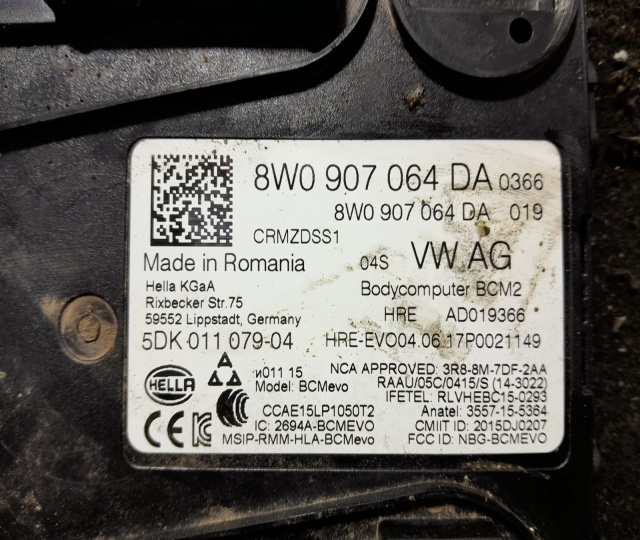 8W0 907 064 DA 0366
8W0 907 064 DA 019
CRMZDSS1
Made in Romania 04S VW AG
Hella KGaA Bodycomputer BCM2
Rixbecker Str.75 HRE AD019366
59552 Lippstadt, Germany
5DK 011 079-04 HRE-EVO04.06.17P0021149
NCA APPROVED: 3R8-8M-7DF-2AA
И011 15 RAAÜ/05C/0415/S (14-3022)
Model: BCMevo IFETEL: RLVHEBC15-0293
HELLA
CCAE15LP1050T2 Anatel: 3557-15-5364
IC: 2694A-BCMEVO CMIIT ID: 2015DJ0207
MSIP-RMM-HLA-BCMevo FCC ID: NBG-BCMEVO